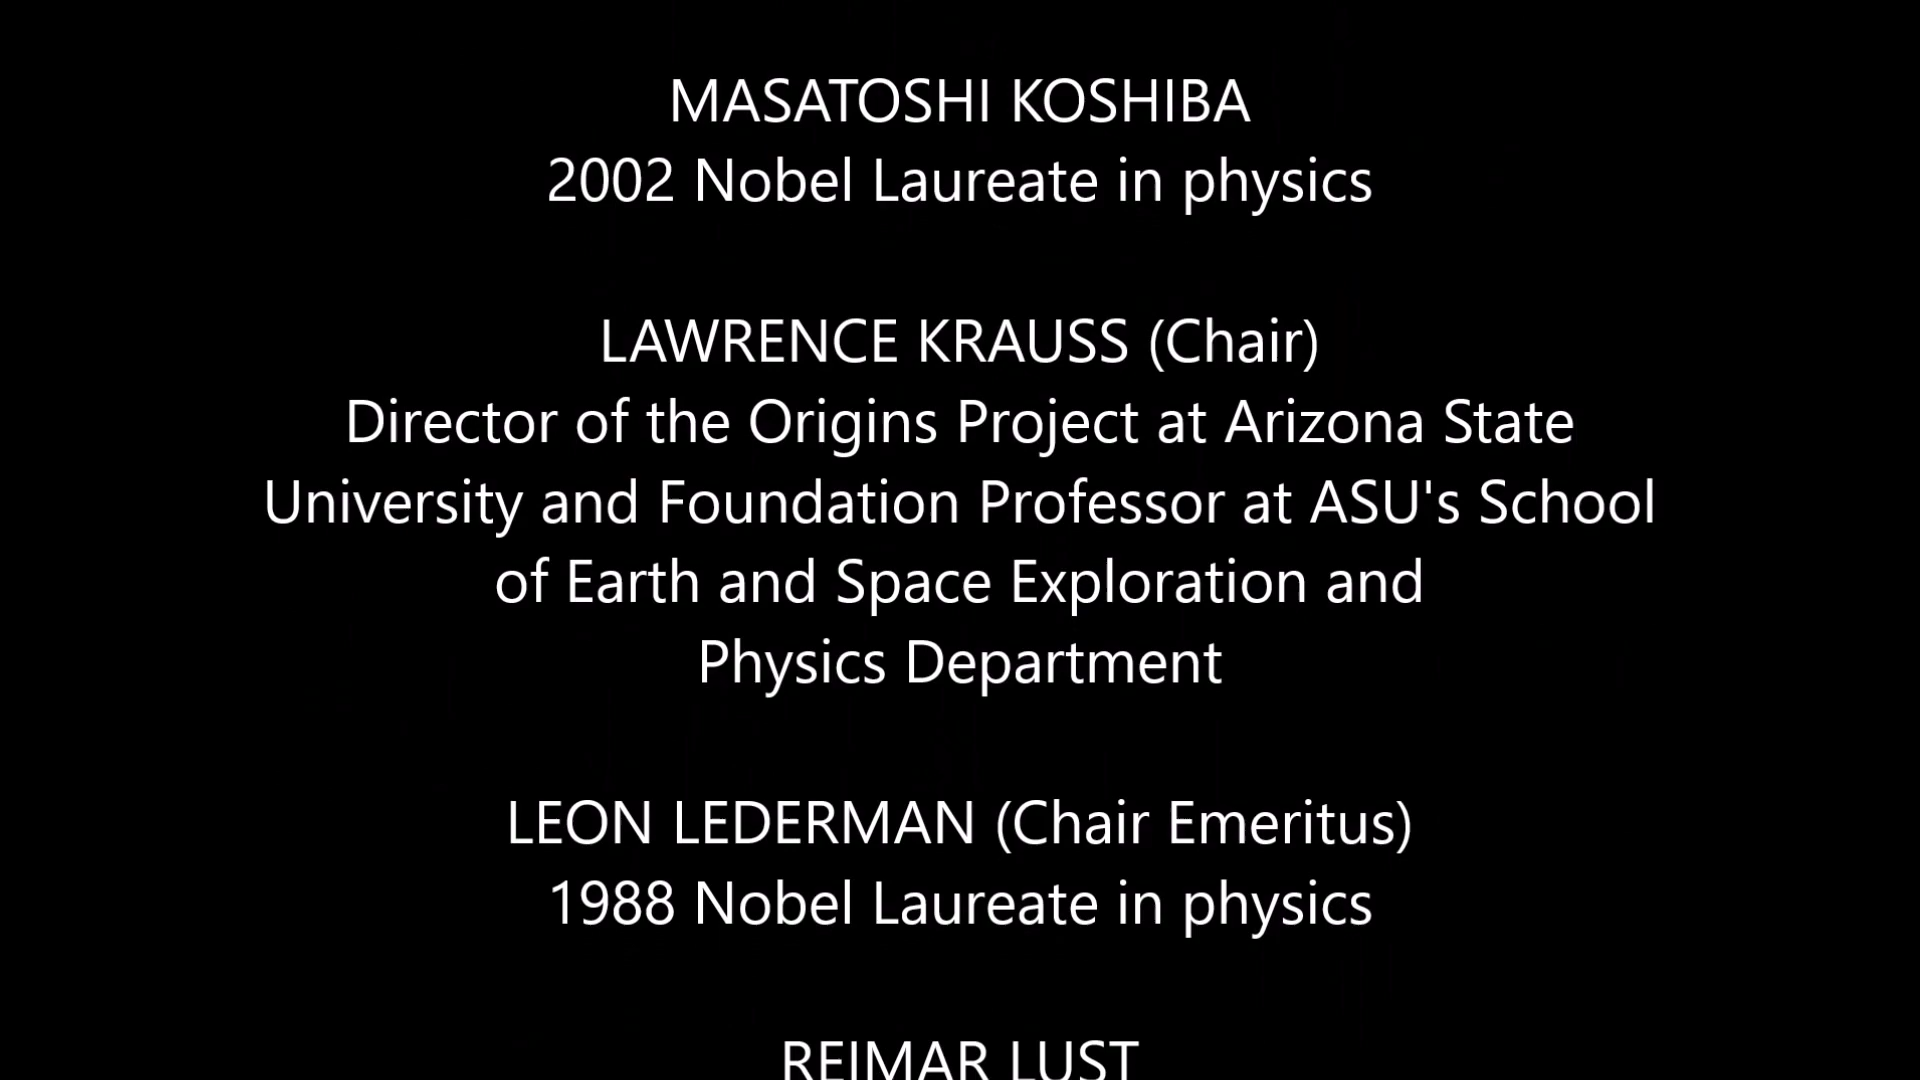 MASATOSHI KOSHIBA
2002 Nobel Laureate in physics
LAWRENCE KRAUSS (Chair)
Director of the Origins Project at Arizona State
University and Foundation Professor at ASU's School
of Earth and Space Exploration and
Physics Department
LEON LEDERMAN (Chair Emeritus)
1988 Nobel Laureate in physics
REIMAR LUST